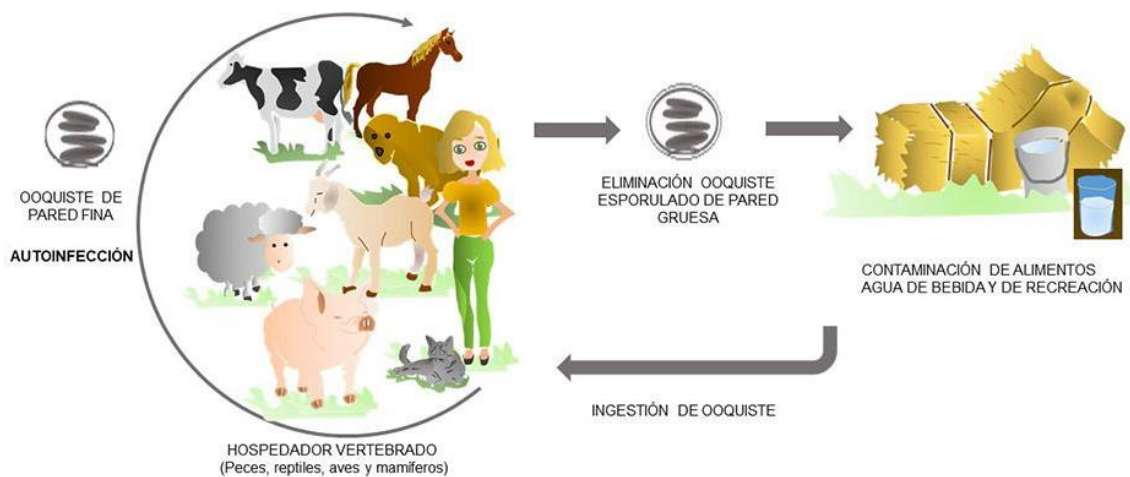 OOQUISTE DE
PARED FINA
AUTOINFECCIÓN
HOSPEDADOR VERTEBRADO
(Peces, reptiles, aves y mamíferos)
ELIMINACIÓN OOQUISTE
ESPORULADO DE PARED
GRUESA
CONTAMINACIÓN DE ALIMENTOS
AGUA DE BEBIDA Y DE RECREACIÓN
INGESTIÓN DE OOQUISTE